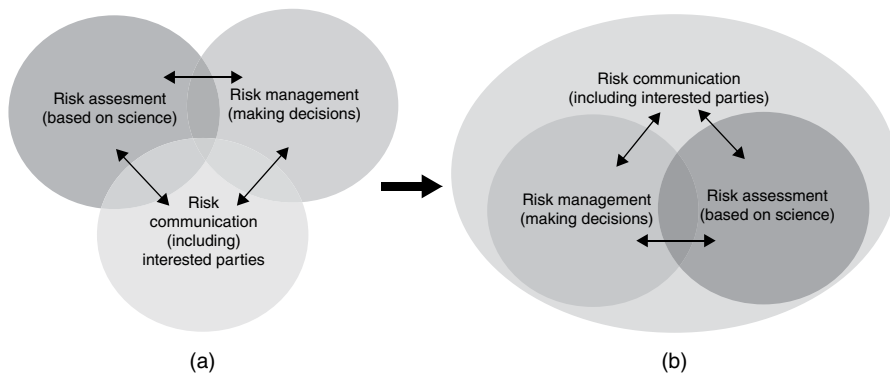 Risk assesment
(based on science)
Risk management
(making decisions)
Risk
communication
(including)
interested parties
(a)
Risk communication
(including interested parties)
Risk management
(making decisions)
Risk assessment
(based on science)
(b)